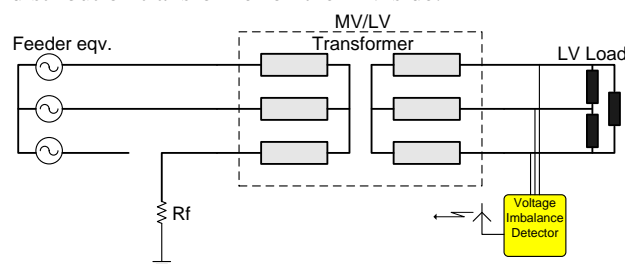 MV/LV
Feeder eqv.
Transformer
LV Load
Rf
Voltage
Imbalance
Detector